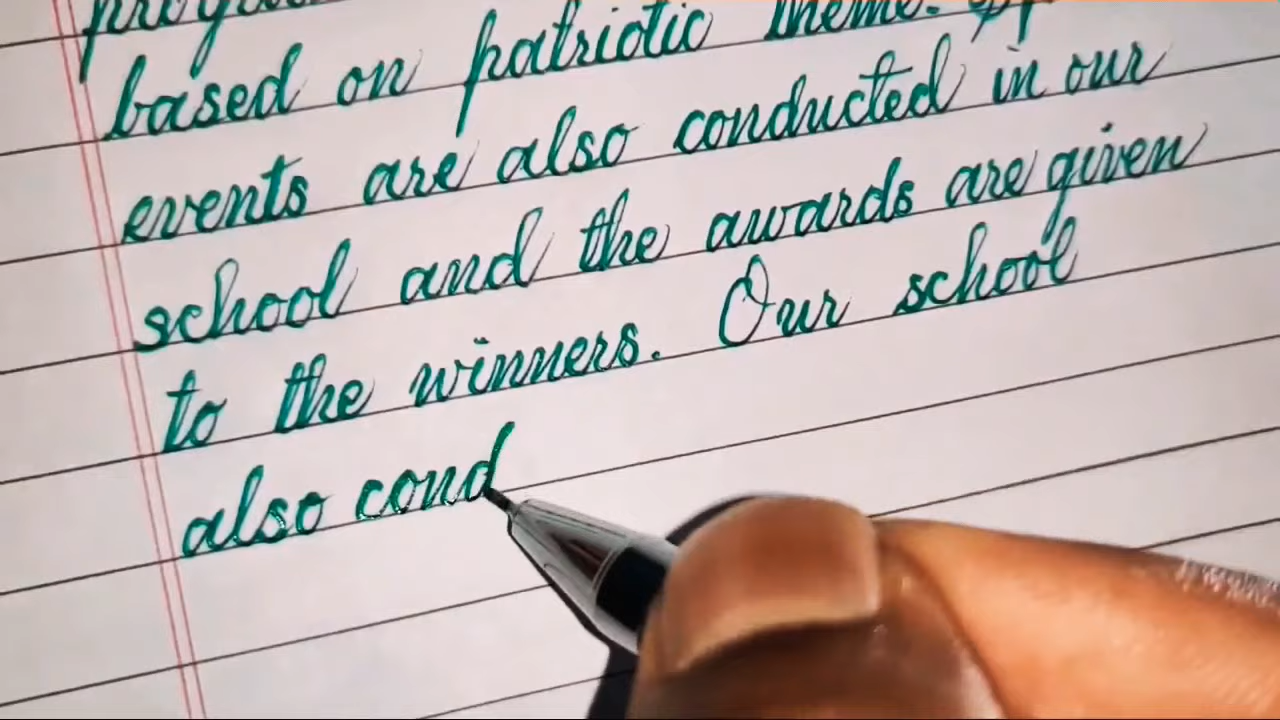 based on patriotic theme.
events are also conducted in our
school and the awards are given
to the winners. Our school
also cond